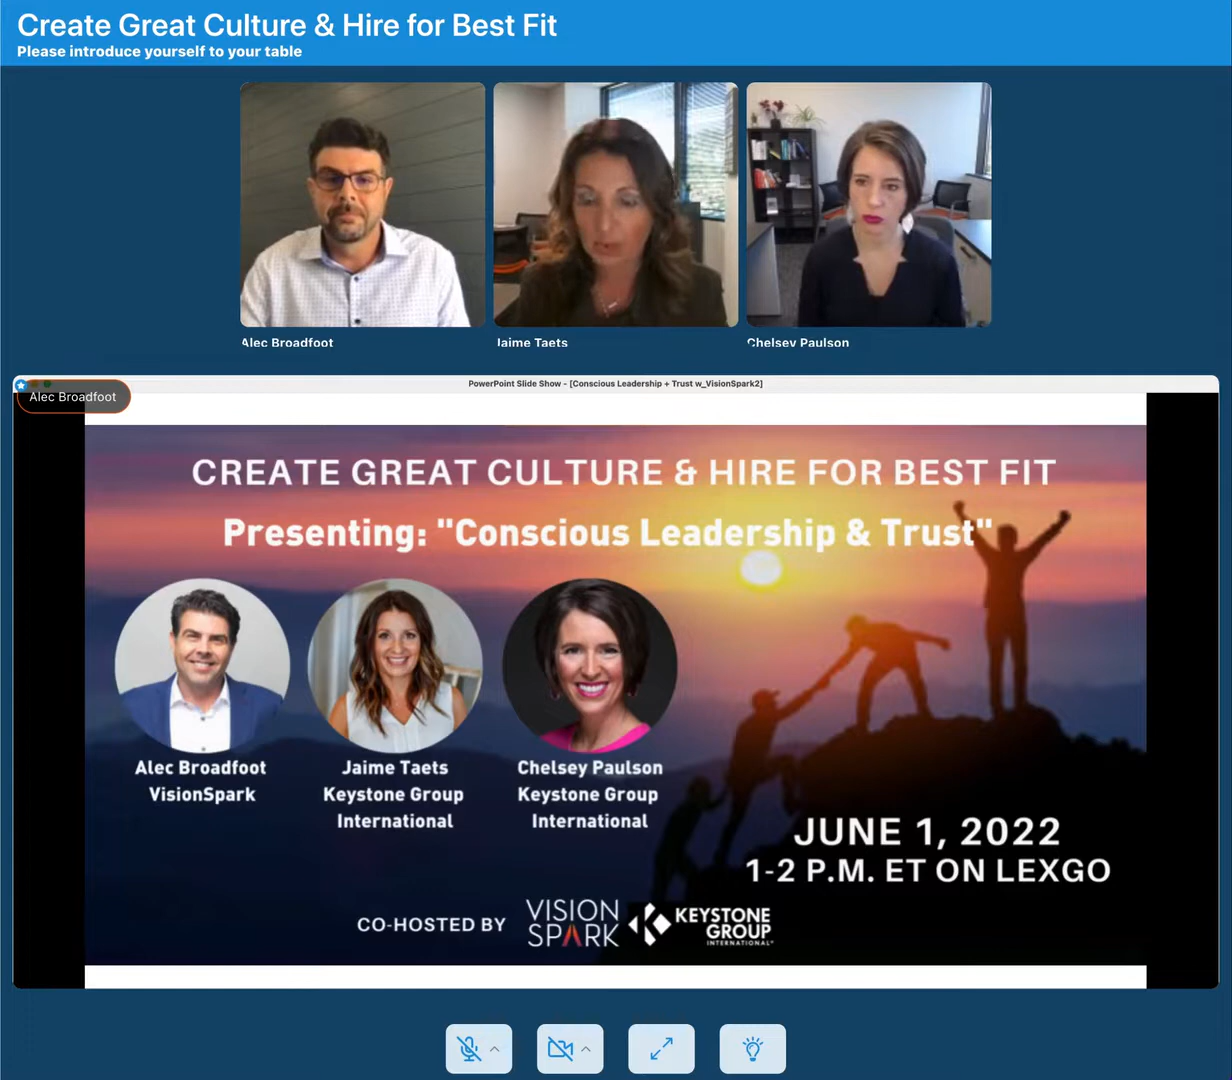 Create Great Culture & Hire for Best Fit
Please introduce yourself to your table
Alec Broadfoot
Jaime Taets
Chelsey Paulson
PowerPoint Slide Show - [Conscious Leadership + Trust w_VisionSpark2]
Alec Broadfoot
CREATE GREAT CULTURE & HIRE FOR BEST FIT
Presenting: "Conscious Leadership & Trust"
Alec Broadfoot
VisionSpark
Jaime Taets
Keystone Group
International
Chelsey Paulson
Keystone Group
International
JUNE 1, 2022
1-2 P.M. ET ON LEXGO
CO-HOSTED BY
VISION
SPARK
KEYSTONE
GROUP
INTERNATIONAL